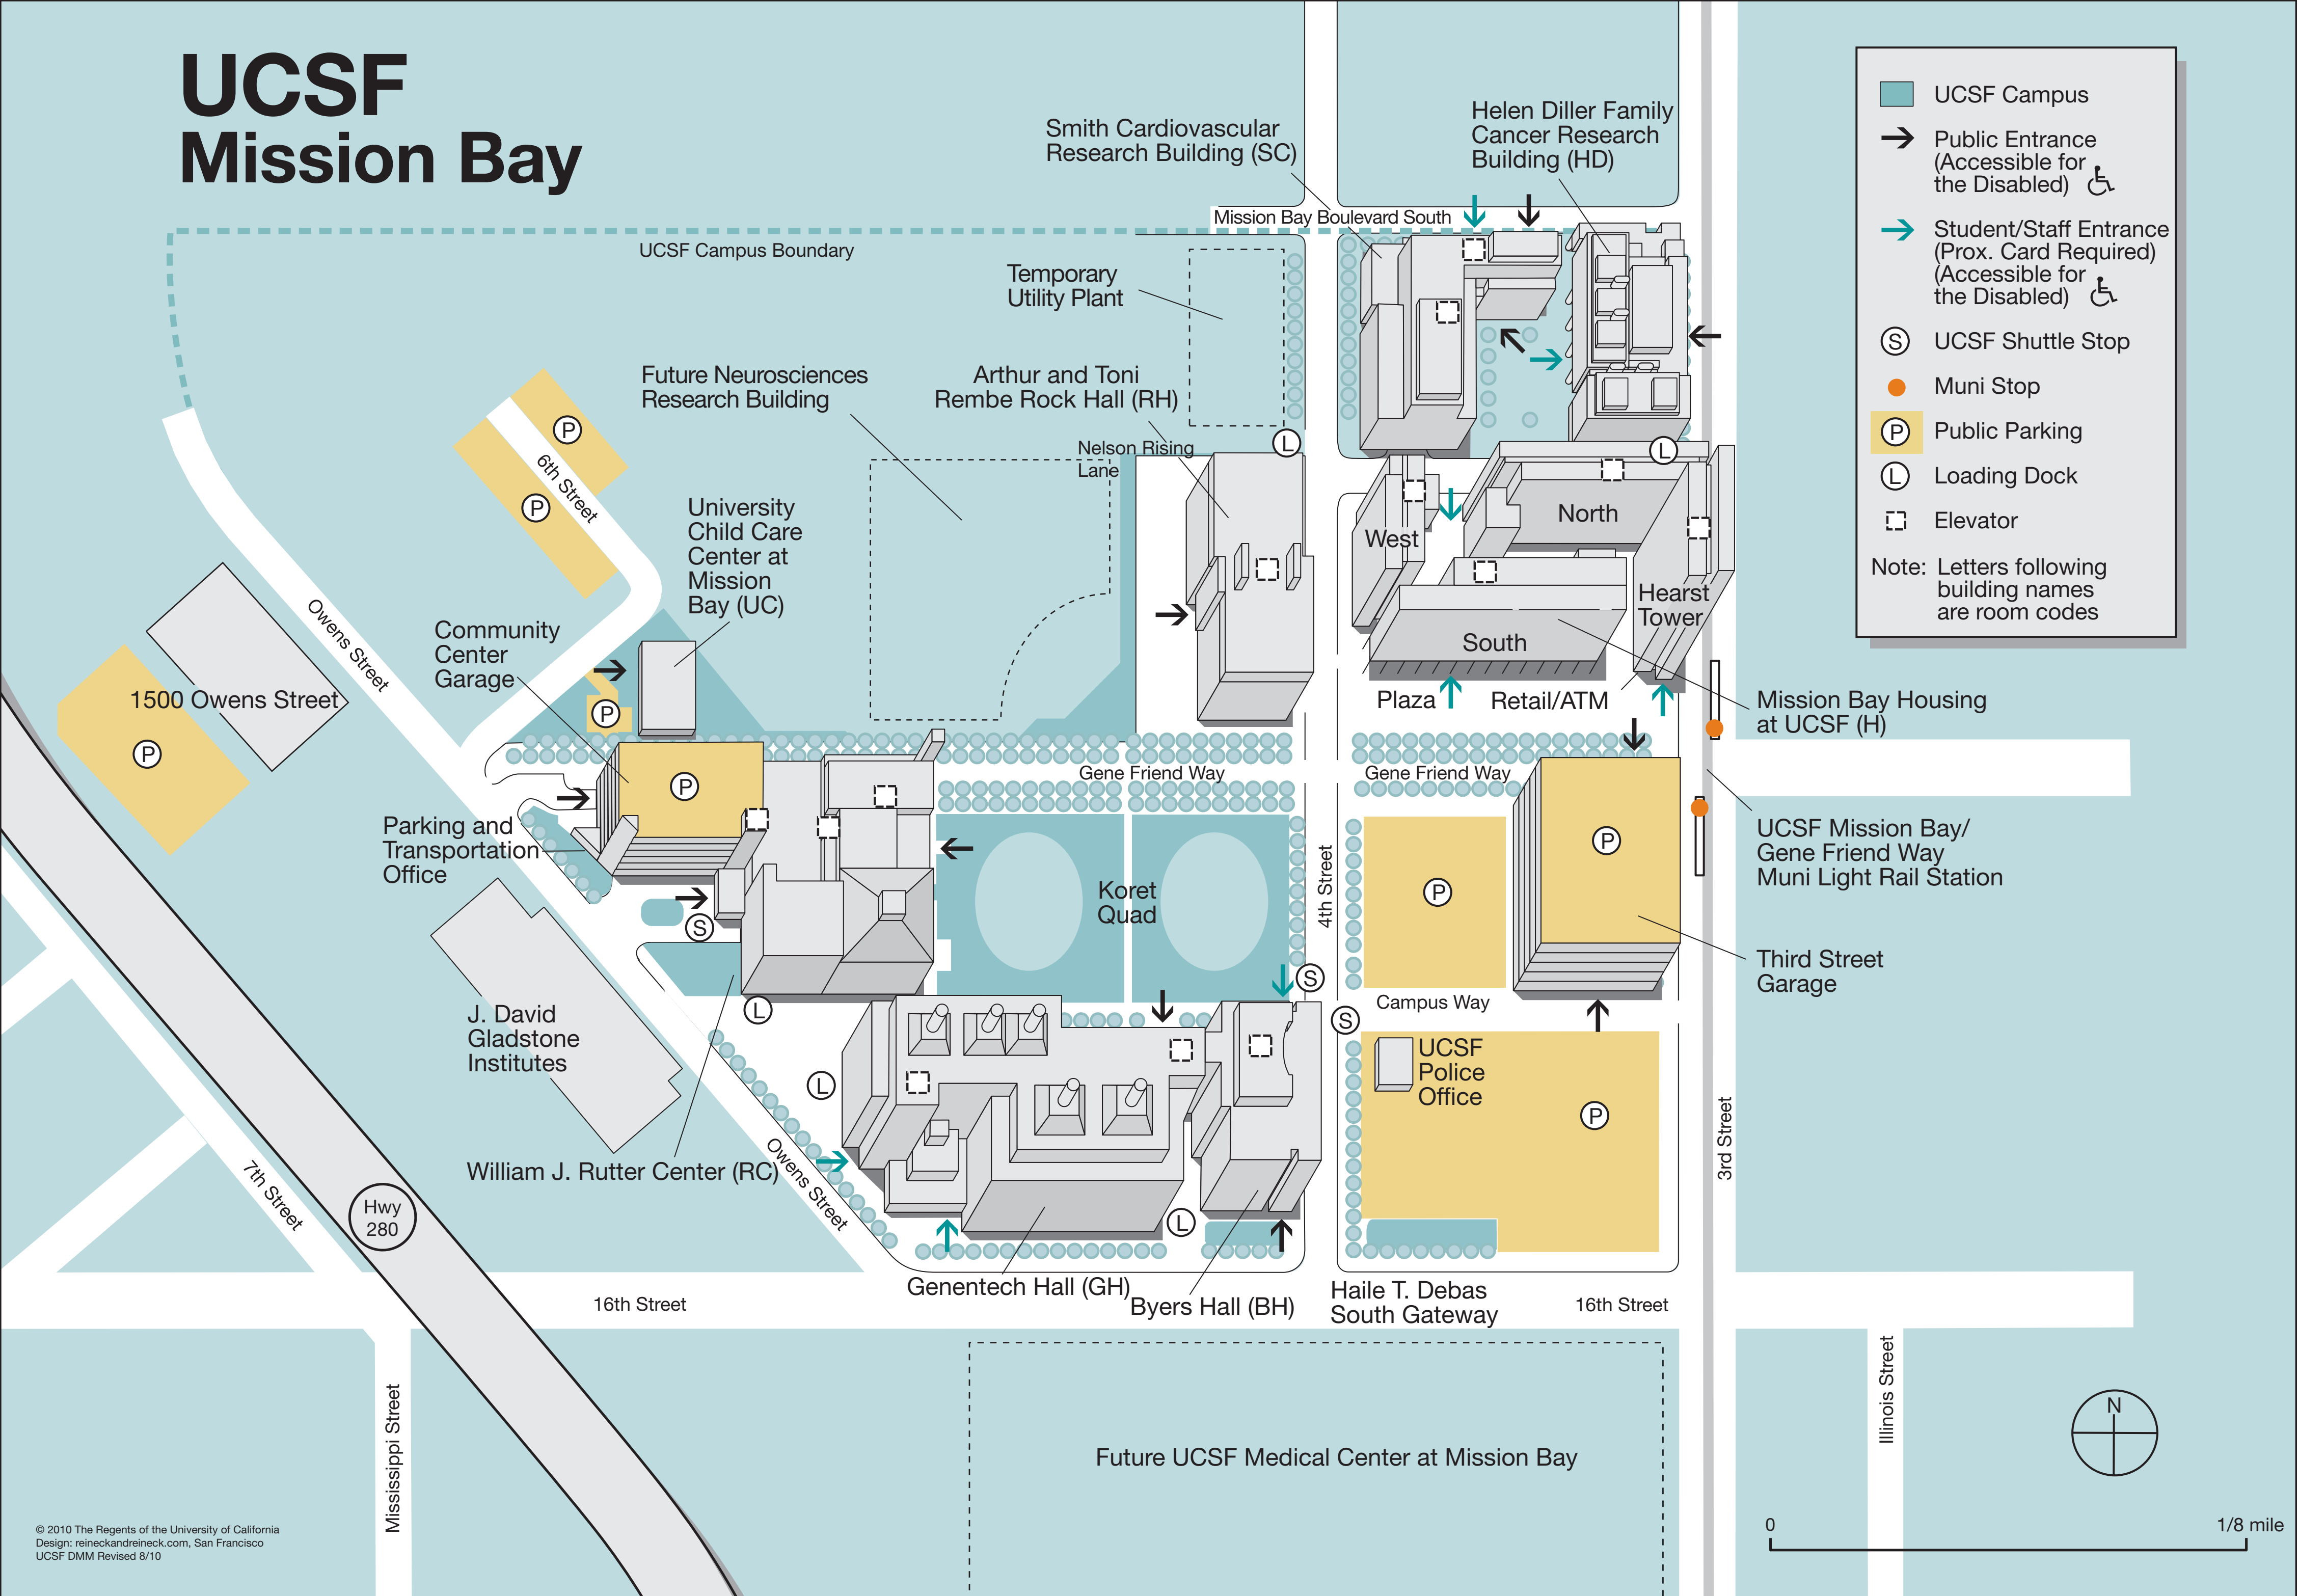 UCSF
Mission Bay
Smith Cardiovascular
Research Building (SC)
Helen Diller Family
Cancer Research
Building (HD)
Mission Bay Boulevard South
UCSF Campus Boundary
Temporary
Utility Plant
Future Neurosciences
Research Building
Arthur and Toni
Rembe Rock Hall (RH)
Nelson Rising
Lane
L
L
P
P
6th Street
University
Child Care
Center at
Mission
Bay (UC)
Community
Center
Garage
Owens Street
1500 Owens Street
P
P
P
West
North
South
Hearst
Tower
Plaza
Retail/ATM
Mission Bay Housing
at UCSF (H)
Gene Friend Way
Gene Friend Way
Parking and
Transportation
Office
S
Koret
Quad
4th Street
P
P
UCSF Mission Bay/
Gene Friend Way
Muni Light Rail Station
Third Street
Garage
Campus Way
S
S
UCSF
Police
Office
P
J. David
Gladstone
Institutes
L
L
L
William J. Rutter Center (RC)
Owens Street
3rd Street
7th Street
Hwy
280
Genentech Hall (GH)
Byers Hall (BH)
Haile T. Debas
South Gateway
16th Street
16th Street
Mississippi Street
Illinois Street
Future UCSF Medical Center at Mission Bay
UCSF Campus
Public Entrance
(Accessible for
the Disabled)
Student/Staff Entrance
(Prox. Card Required)
(Accessible for
the Disabled)
S UCSF Shuttle Stop
Muni Stop
P Public Parking
L Loading Dock
Elevator
Note: Letters following
building names
are room codes
N
0 1/8 mile
© 2010 The Regents of the University of California
Design: reineckandreineck.com, San Francisco
UCSF DMM Revised 8/10